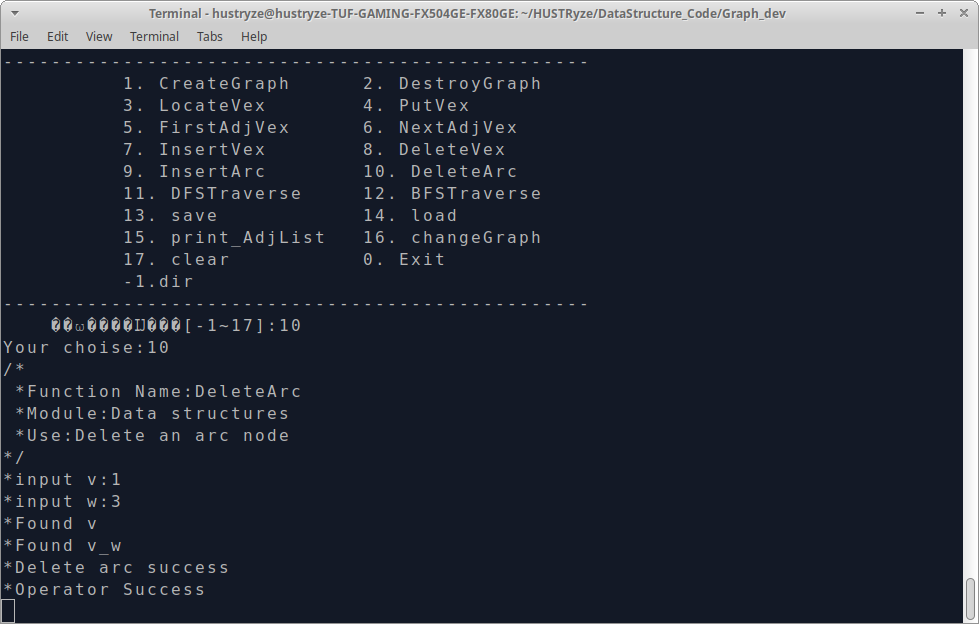 Terminal - hustryze@hustryze-TUF-GAMING-FX504GE-FX80GE: ~/HUSTRyze/DataStructure_Code/Graph_dev
File Edit View Terminal Tabs Help
-------------------------------------------------
1. CreateGraph 2. DestroyGraph
3. LocateVex 4. PutVex
5. FirstAdjVex 6. NextAdjVex
7. InsertVex 8. DeleteVex
9. InsertArc 10. DeleteArc
11. DFSTraverse 12. BFSTraverse
13. save 14. load
15. print_AdjList 16. changeGraph
17. clear 0. Exit
-1.dir
-------------------------------------------------
[-1~17]:10
Your choise:10
/*
*Function Name:DeleteArc
*Module:Data structures
*Use:Delete an arc node
*/
*input v:1
*input w:3
*Found v
*Found v_w
*Delete arc success
*Operator Success